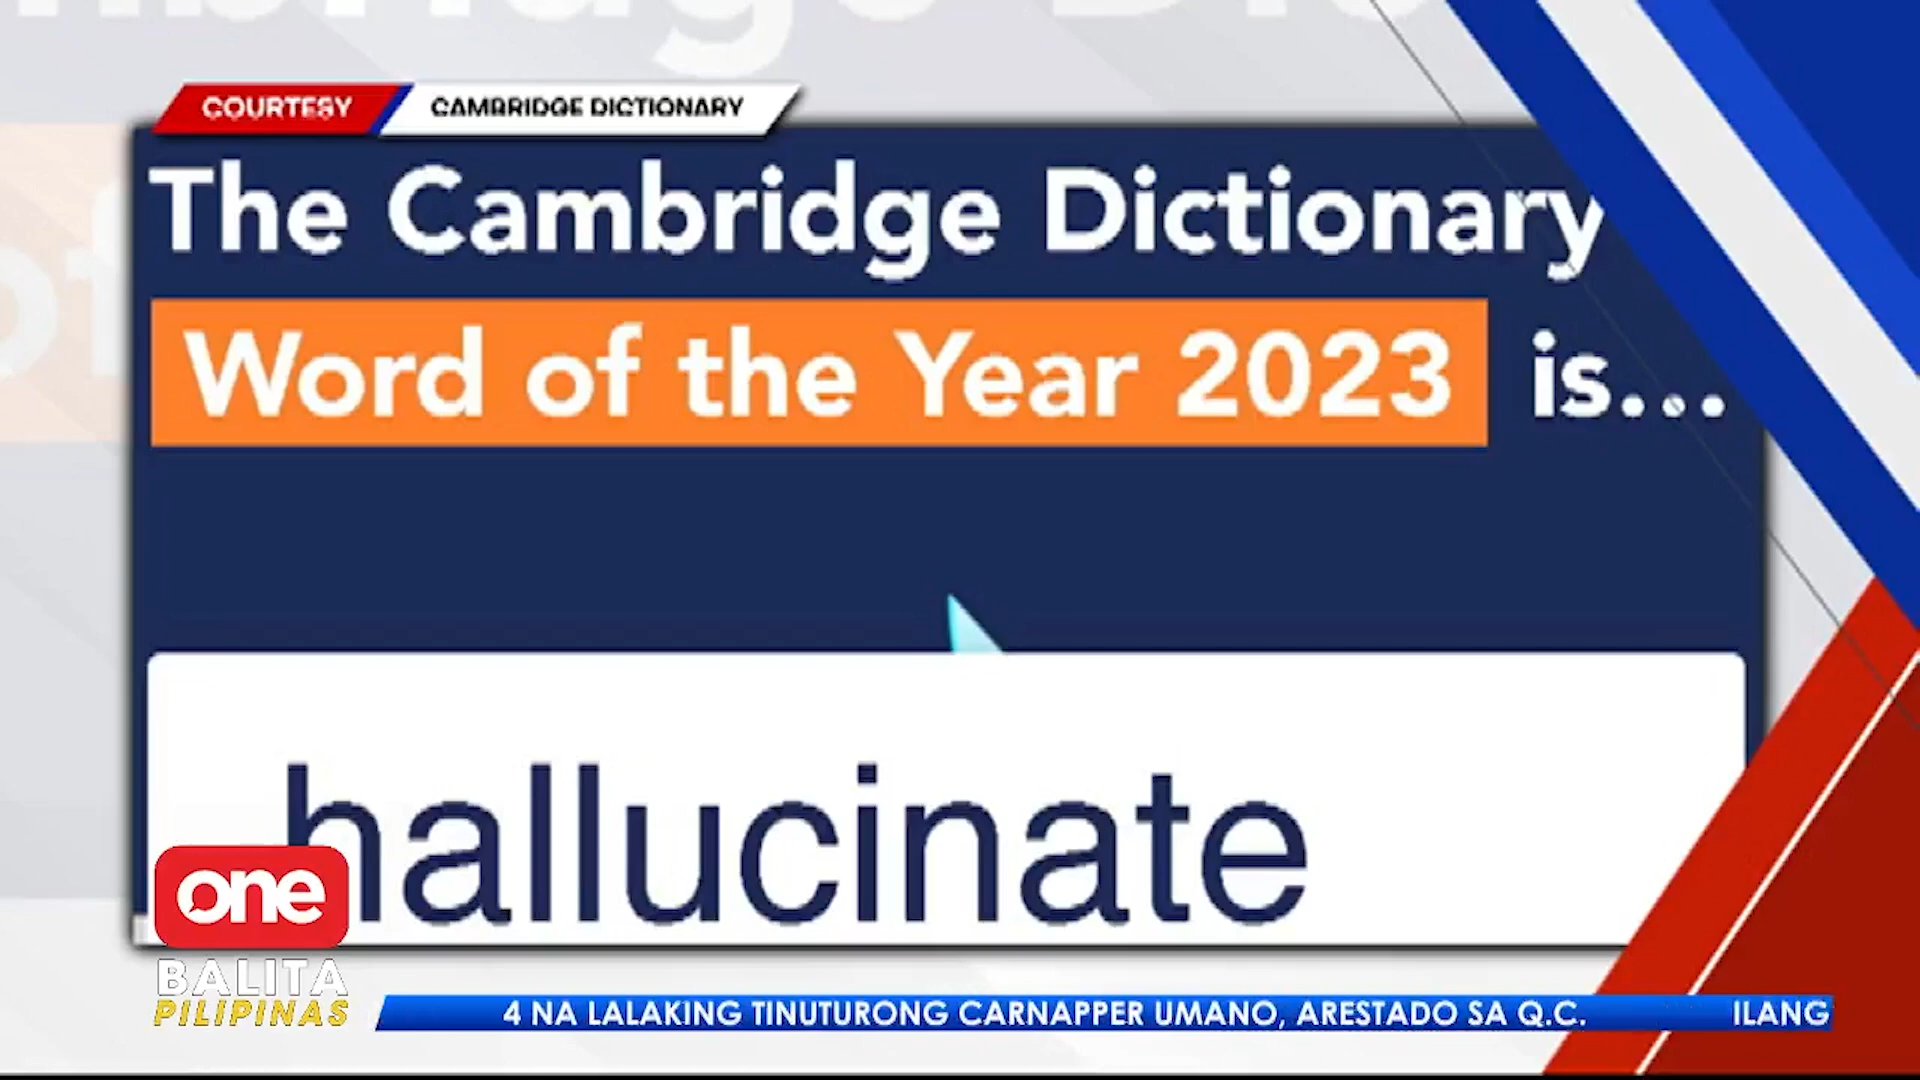 COURTESY CAMBRIDGE DICTIONARY
The Cambridge Dictionary
Word of the Year 2023 is...
hallucinate
one
BALITA
PILIPINAS
4 NA LALAKING TINUTURONG CARNAPPER UMANO, ARESTADO SA Q.C. ILANG